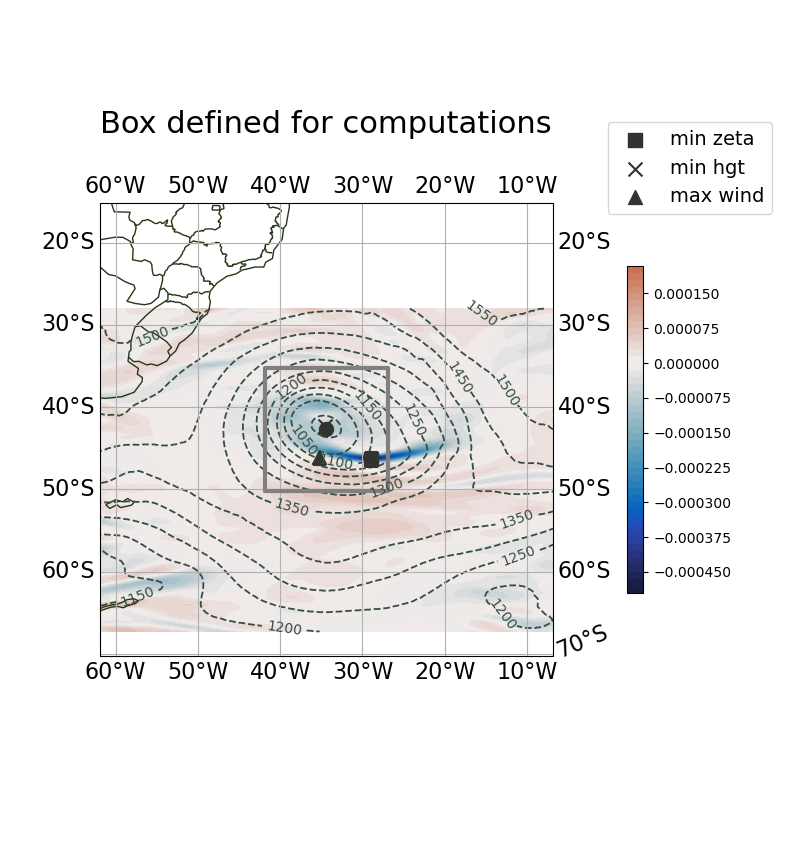 Box defined for computations
min zeta
min hgt
max wind
60°W 50°W 40°W 30°W 20°W 10°W
20°S 20°S
30°S 30°S
40°S 40°S
50°S 50°S
60°S 60°S
70°S
60°W 50°W 40°W 30°W 20°W 10°W
1550
1500
1450
1500
1200
1150
1250
1050
1100
1300
1350
1350
1250
1150
1200
1200
0.000150
0.000075
0.000000
−0.000075
−0.000150
−0.000225
−0.000300
−0.000375
−0.000450